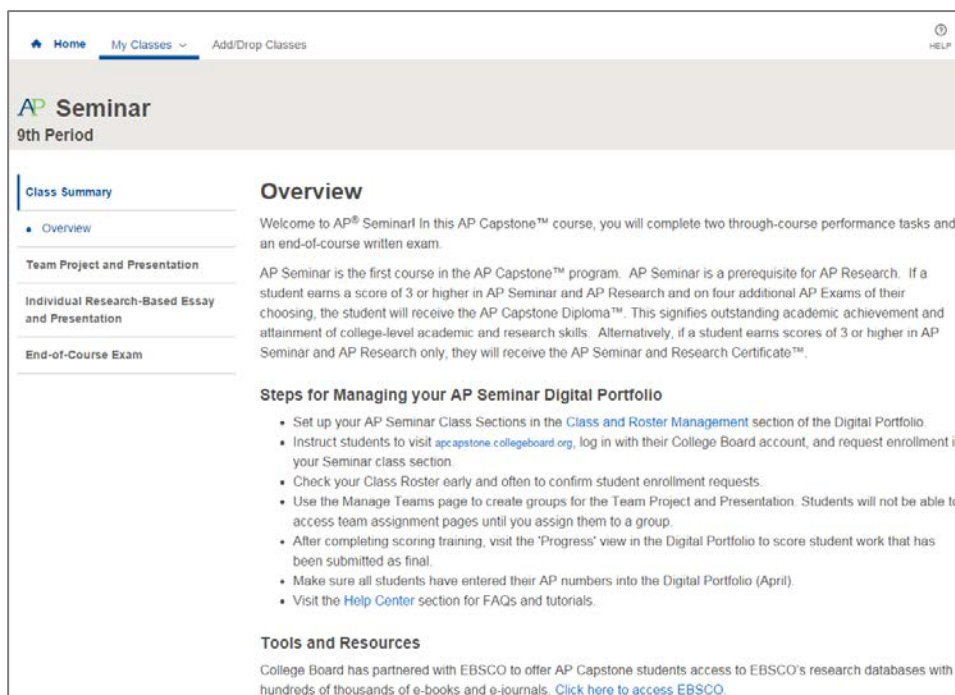 Home My Classes Add/Drop Classes HELP
AP Seminar
9th Period
Class Summary
Overview
Team Project and Presentation
Individual Research-Based Essay
and Presentation
End-of-Course Exam
Overview
Welcome to AP® Seminar! In this AP Capstone™ course, you will complete two through-course performance tasks and
an end-of-course written exam.
AP Seminar is the first course in the AP Capstone™ program. AP Seminar is a prerequisite for AP Research. If a
student earns a score of 3 or higher in AP Seminar and AP Research and on four additional AP Exams of their
choosing, the student will receive the AP Capstone Diploma™. This signifies outstanding academic achievement and
attainment of college-level academic and research skills. Alternatively, if a student earns scores of 3 or higher in AP
Seminar and AP Research only, they will receive the AP Seminar and Research Certificate™.
Steps for Managing your AP Seminar Digital Portfolio
• Set up your AP Seminar Class Sections in the Class and Roster Management section of the Digital Portfolio.
• Instruct students to visit apcapstone.collegeboard.org, log in with their College Board account, and request enrollment i
your Seminar class section.
• Check your Class Roster early and often to confirm student enrollment requests.
• Use the Manage Teams page to create groups for the Team Project and Presentation. Students will not be able to
access team assignment pages until you assign them to a group.
• After completing scoring training, visit the 'Progress' view in the Digital Portfolio to score student work that has
been submitted as final.
• Make sure all students have entered their AP numbers into the Digital Portfolio (April).
• Visit the Help Center section for FAQs and tutorials.
Tools and Resources
College Board has partnered with EBSCO to offer AP Capstone students access to EBSCO's research databases with
hundreds of thousands of e-books and e-journals. Click here to access EBSCO.